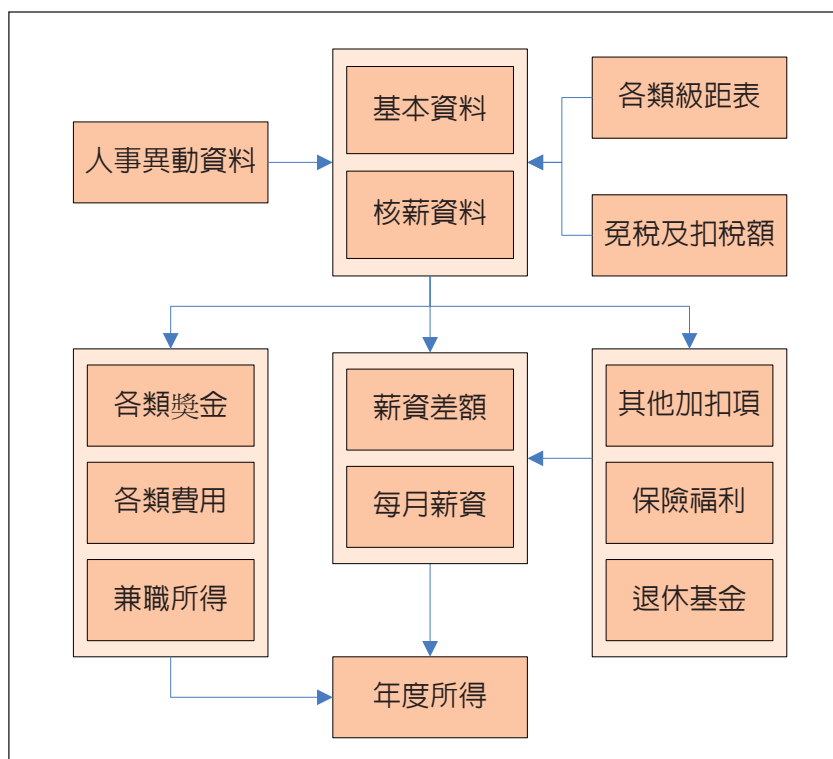 基本資料
各類級距表
人事異動資料
核薪資料
免稅及扣稅額
各類獎金
薪資差額
其他加扣項
各類費用
每月薪資
保險福利
兼職所得
退休基金
年度所得